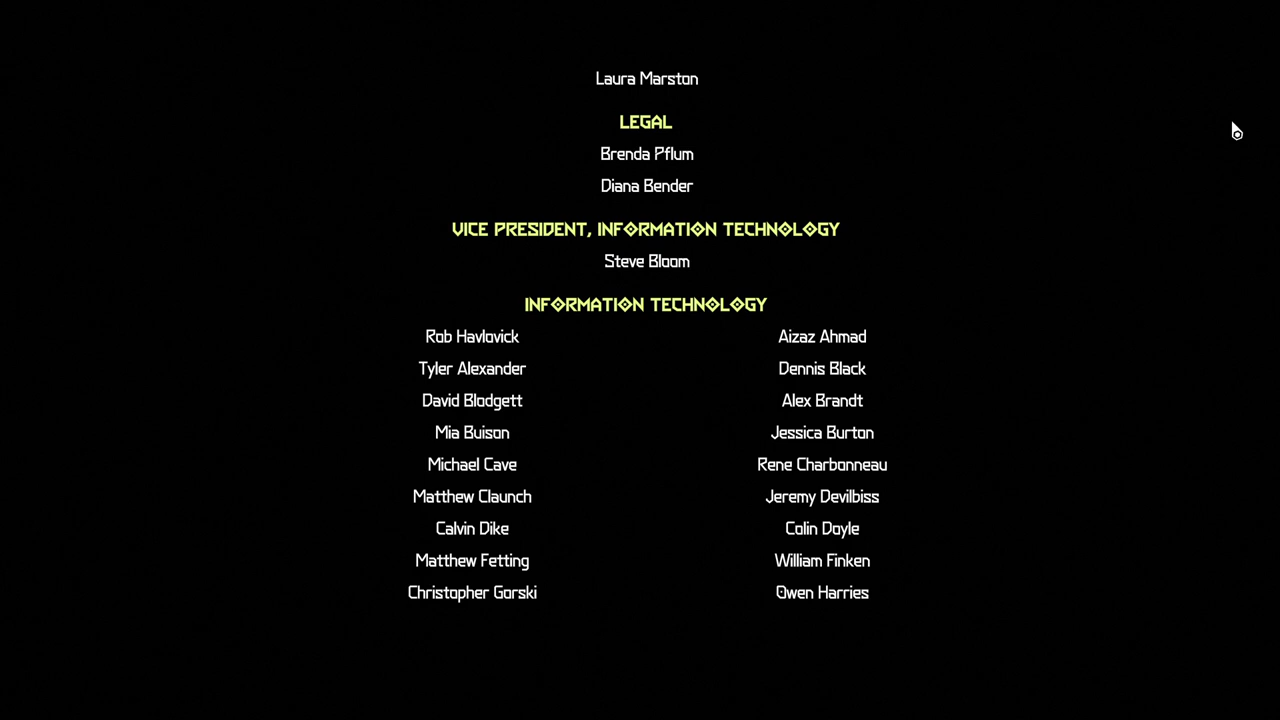 Laura Marston
LEGAL
Brenda Pflum
Diana Bender
VICE PRESIDENT, INFORMATION TECHNOLOGY
Steve Bloom
INFORMATION TECHNOLOGY
Rob Havlovick Aizaz Ahmad
Tyler Alexander Dennis Black
David Blodgett Alex Brandt
Mia Buison Jessica Burton
Michael Cave Rene Charbonneau
Matthew Claunch Jeremy Devilbiss
Calvin Dike Colin Doyle
Matthew Fetting William Finken
Christopher Gorski Owen Harries